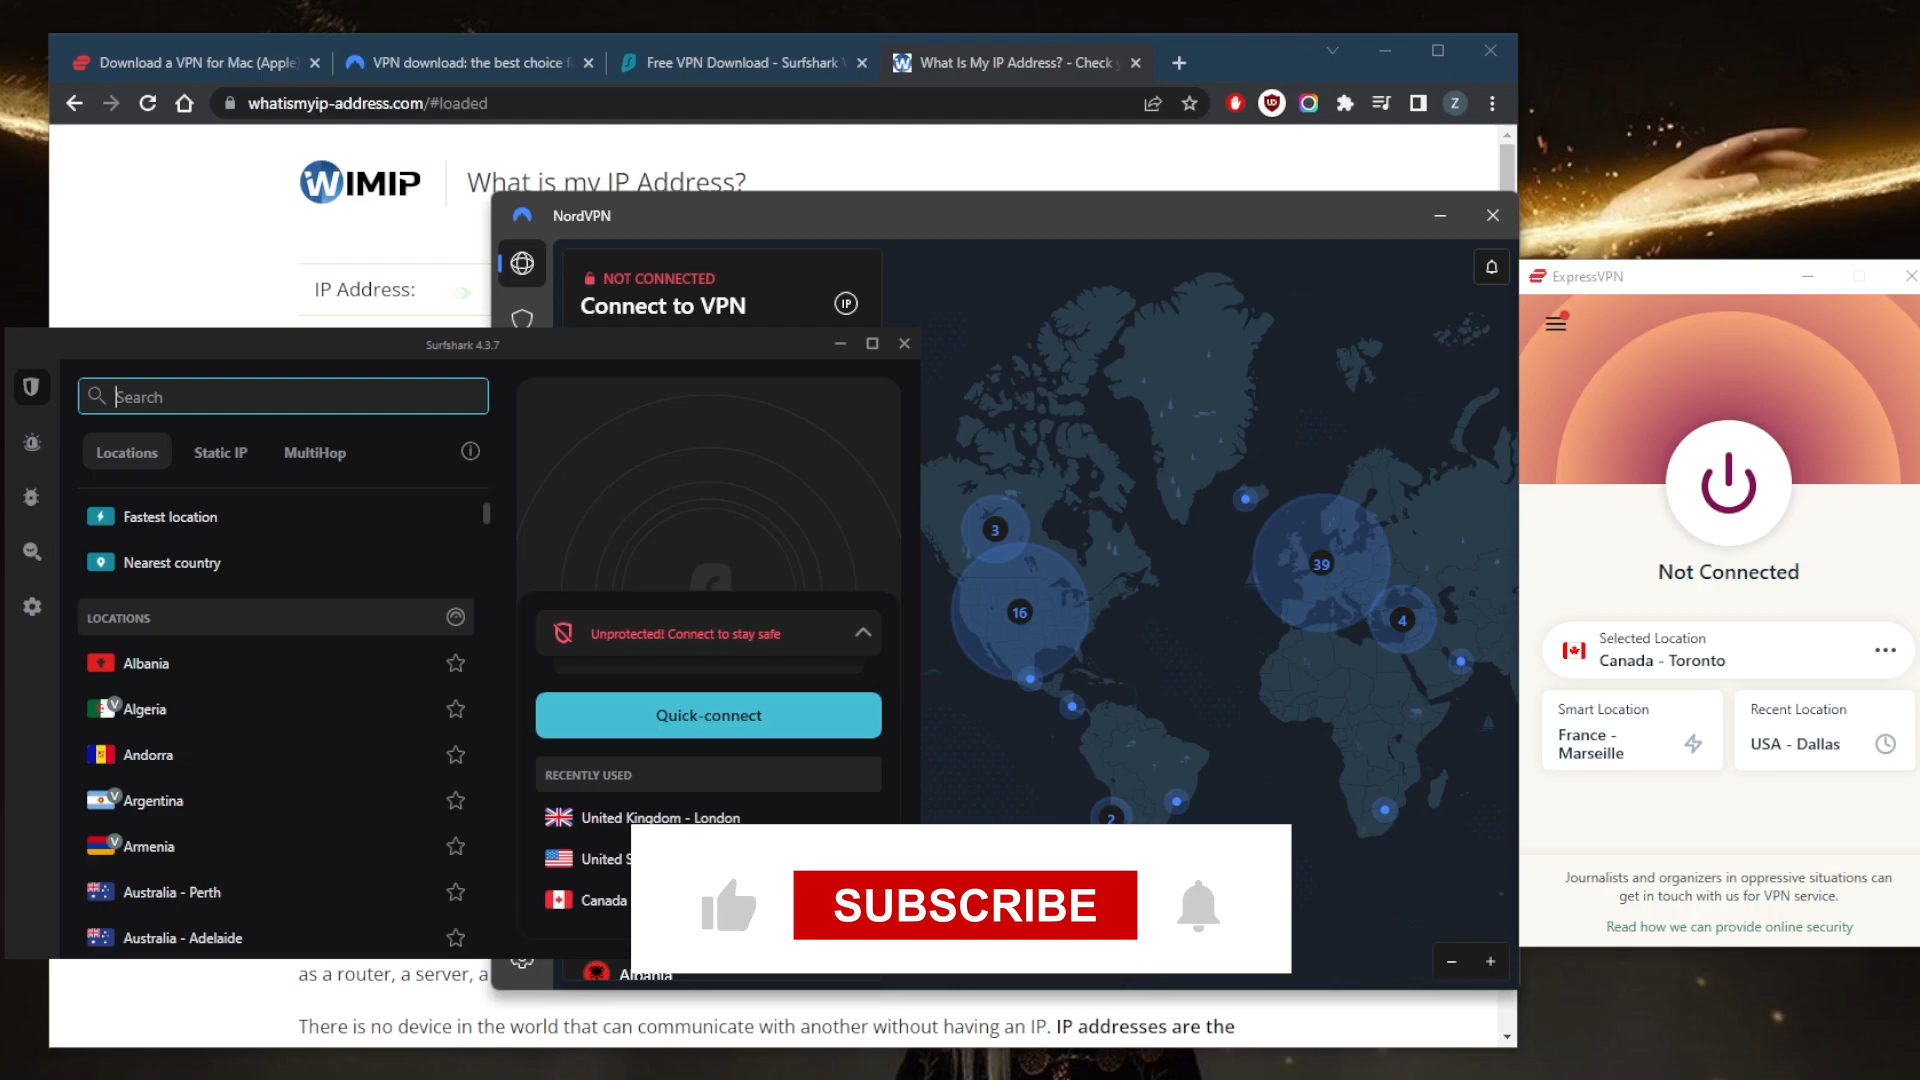 Download a VPN for Mac (Apple
VPN download: the best choice f
Free VPN Download - Surfshark
What Is My IP Address? - Check
whatismyip-address.com/#loaded
Z
WIMIP
What is my IP Address?
IP Address:
NordVPN
NOT CONNECTED
Connect to VPN
IP
3
16
39
4
2
Surfshark 4.3.7
Search
Locations
Static IP
MultiHop
Fastest location
Nearest country
LOCATIONS
Albania
V
Algeria
Andorra
V
Argentina
V
Armenia
Australia - Perth
Australia - Adelaide
Unprotected! Connect to stay safe
Quick-connect
RECENTLY USED
United Kingdom - London
United S
Canada
SUBSCRIBE
Albania
ExpressVPN
Not Connected
Selected Location
Canada - Toronto
Smart Location
France -
Marseille
Recent Location
USA - Dallas
Journalists and organizers in oppressive situations can
get in touch with us for VPN service.
Read how we can provide online security
as a router, a server, a
There is no device in the world that can communicate with another without having an IP. IP addresses are the